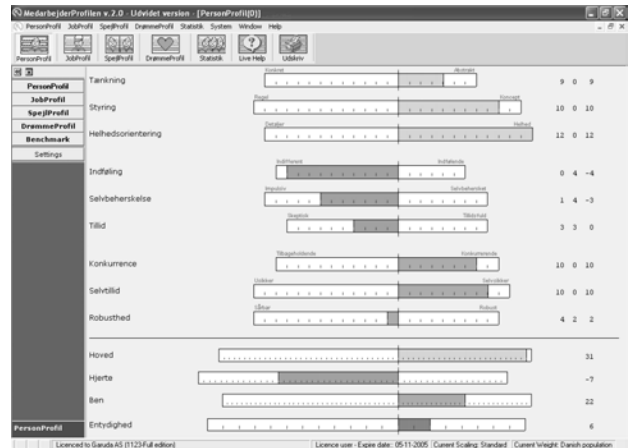 MedarbejderProfilen v.2.0 - Udvidet version - [PersonProfil(0)]
PersonProfil JobProfil SpejlProfil DrømmeProfil Statistik System Window Help
PersonProfil JobProfil SpejlProfil DrømmeProfil Statistik Live Help Udskriv
PersonProfil
JobProfil
SpejlProfil
DrømmeProfil
Benchmark
Settings
Konkret Abstrakt
Tænkning 9 0 9
Regel Koncept
Styring 10 0 10
Detaljer Helhed
Helhedsorientering 12 0 12
Indifferent Indfølende
Indføling 0 4 -4
Impulsiv Selvbehersket
Selvbeherskelse 1 4 -3
Skeptisk Tillidsfuld
Tillid 3 3 0
Tilbageholdende Konkurrerende
Konkurrence 10 0 10
Usikker Selvsikker
Selvtillid 10 0 10
Sårbar Robust
Robusthed 4 2 2
Hoved 31
Hjerte -7
Ben 22
Entydighed 6
PersonProfil
Licenced to Garuda AS (1123-Full edition) Licence user - Expire date: 05-11-2005 Current Scaling: Standard Current Weight: Danish population